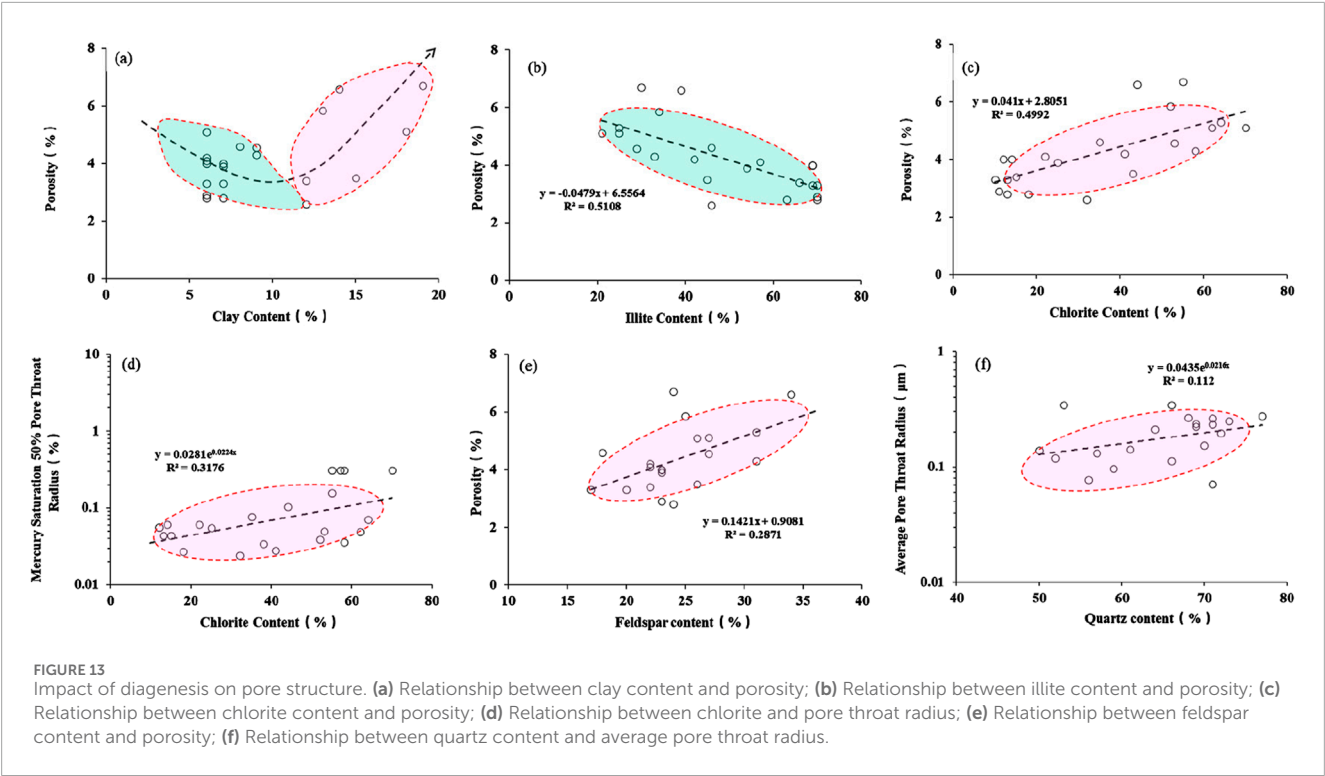 (a)
8
6
4
2
0
Porosity ( % )
0 5 10 15 20
Clay Content ( % )
(b)
8
6
4
2
0
Porosity ( % )
y = -0.0479x + 6.5564
R² = 0.5108
0 20 40 60 80
Illite Content ( % )
(c)
8
6
4
2
0
Porosity ( % )
y = 0.041x + 2.8051
R² = 0.4992
0 20 40 60 80
Chlorite Content ( % )
(d)
10
1
0.1
0.01
Mercury Saturation 50% Pore Throat
Radius ( % )
y = 0.0281e^0.0224x
R² = 0.3176
0 20 40 60 80
Chlorite Content ( % )
(e)
8
6
4
2
0
Porosity ( % )
y = 0.1421x + 0.9081
R² = 0.2871
10 15 20 25 30 35 40
Feldspar content ( % )
(f)
1
0.1
0.01
Average Pore Throat Radius ( μm )
y = 0.0435e^0.0216x
R² = 0.112
40 50 60 70 80
Quartz content ( % )
FIGURE 13
Impact of diagenesis on pore structure. (a) Relationship between clay content and porosity; (b) Relationship between illite content and porosity; (c)
Relationship between chlorite content and porosity; (d) Relationship between chlorite and pore throat radius; (e) Relationship between feldspar
content and porosity; (f) Relationship between quartz content and average pore throat radius.